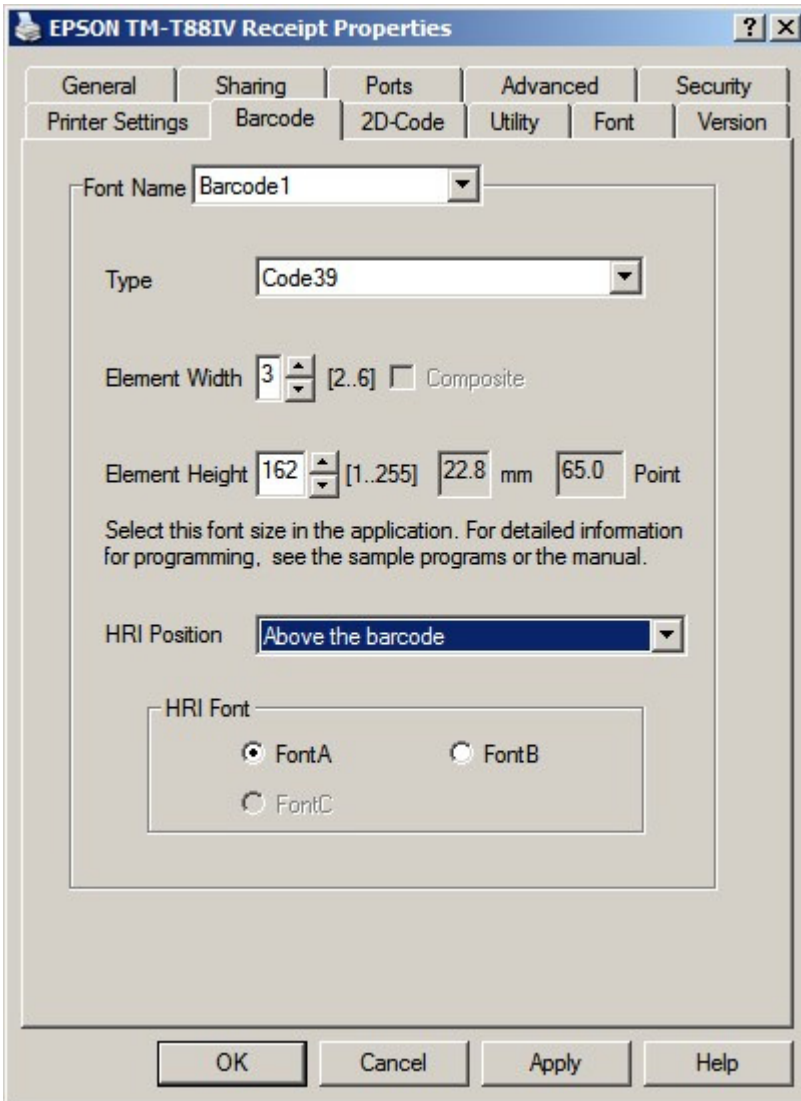 EPSON TM-T88IV Receipt Properties
General Sharing Ports Advanced Security
Printer Settings Barcode 2D-Code Utility Font Version
Font Name Barcode1
Type Code39
Element Width 3 [2..6] Composite
Element Height 162 [1..255] 22.8 mm 65.0 Point
Select this font size in the application. For detailed information
for programming, see the sample programs or the manual.
HRI Position Above the barcode
HRI Font
FontA FontB
FontC
OK Cancel Apply Help